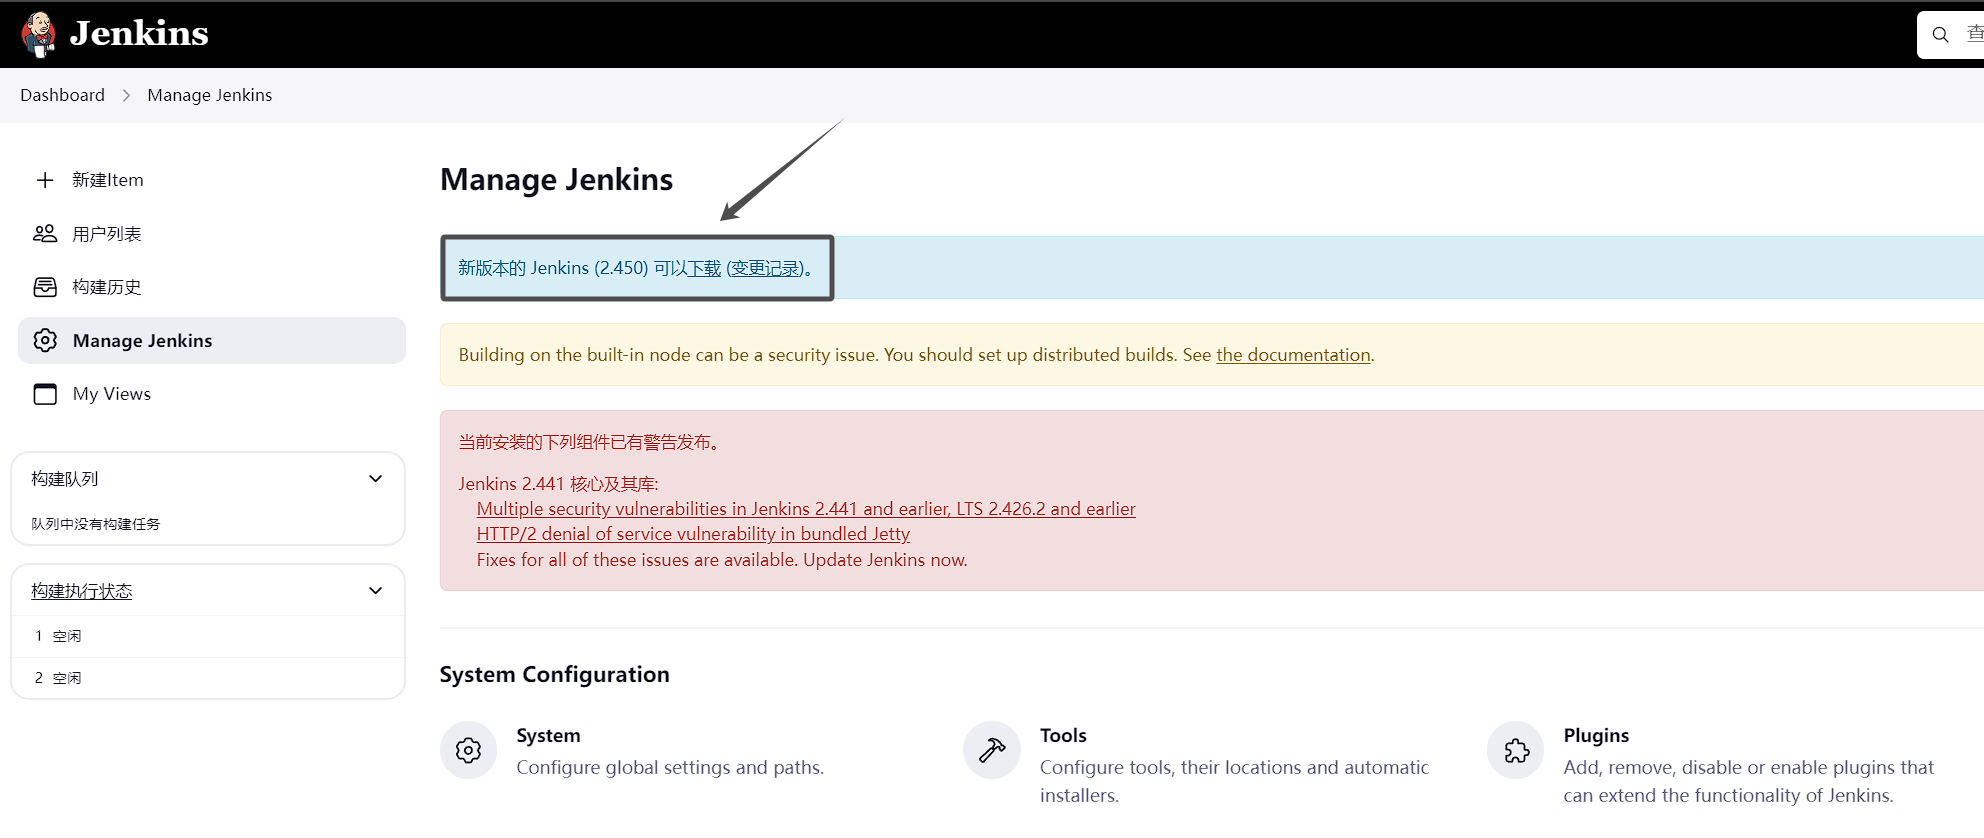 Jenkins
查
Dashboard > Manage Jenkins
新建Item
用户列表
构建历史
Manage Jenkins
My Views
构建队列
队列中没有构建任务
构建执行状态
1 空闲
2 空闲
Manage Jenkins
新版本的 Jenkins (2.450) 可以下载 (变更记录)。
Building on the built-in node can be a security issue. You should set up distributed builds. See the documentation.
当前安装的下列组件已有警告发布。
Jenkins 2.441 核心及其库:
Multiple security vulnerabilities in Jenkins 2.441 and earlier, LTS 2.426.2 and earlier
HTTP/2 denial of service vulnerability in bundled Jetty
Fixes for all of these issues are available. Update Jenkins now.
System Configuration
System
Configure global settings and paths.
Tools
Configure tools, their locations and automatic
installers.
Plugins
Add, remove, disable or enable plugins that
can extend the functionality of Jenkins.